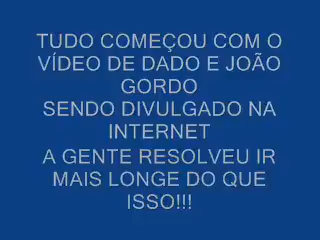 TUDO COMEÇOU COM O
VÍDEO DE DADO E JOÃO
GORDO
SENDO DIVULGADO NA
INTERNET
A GENTE RESOLVEU IR
MAIS LONGE DO QUE
ISSO!!!